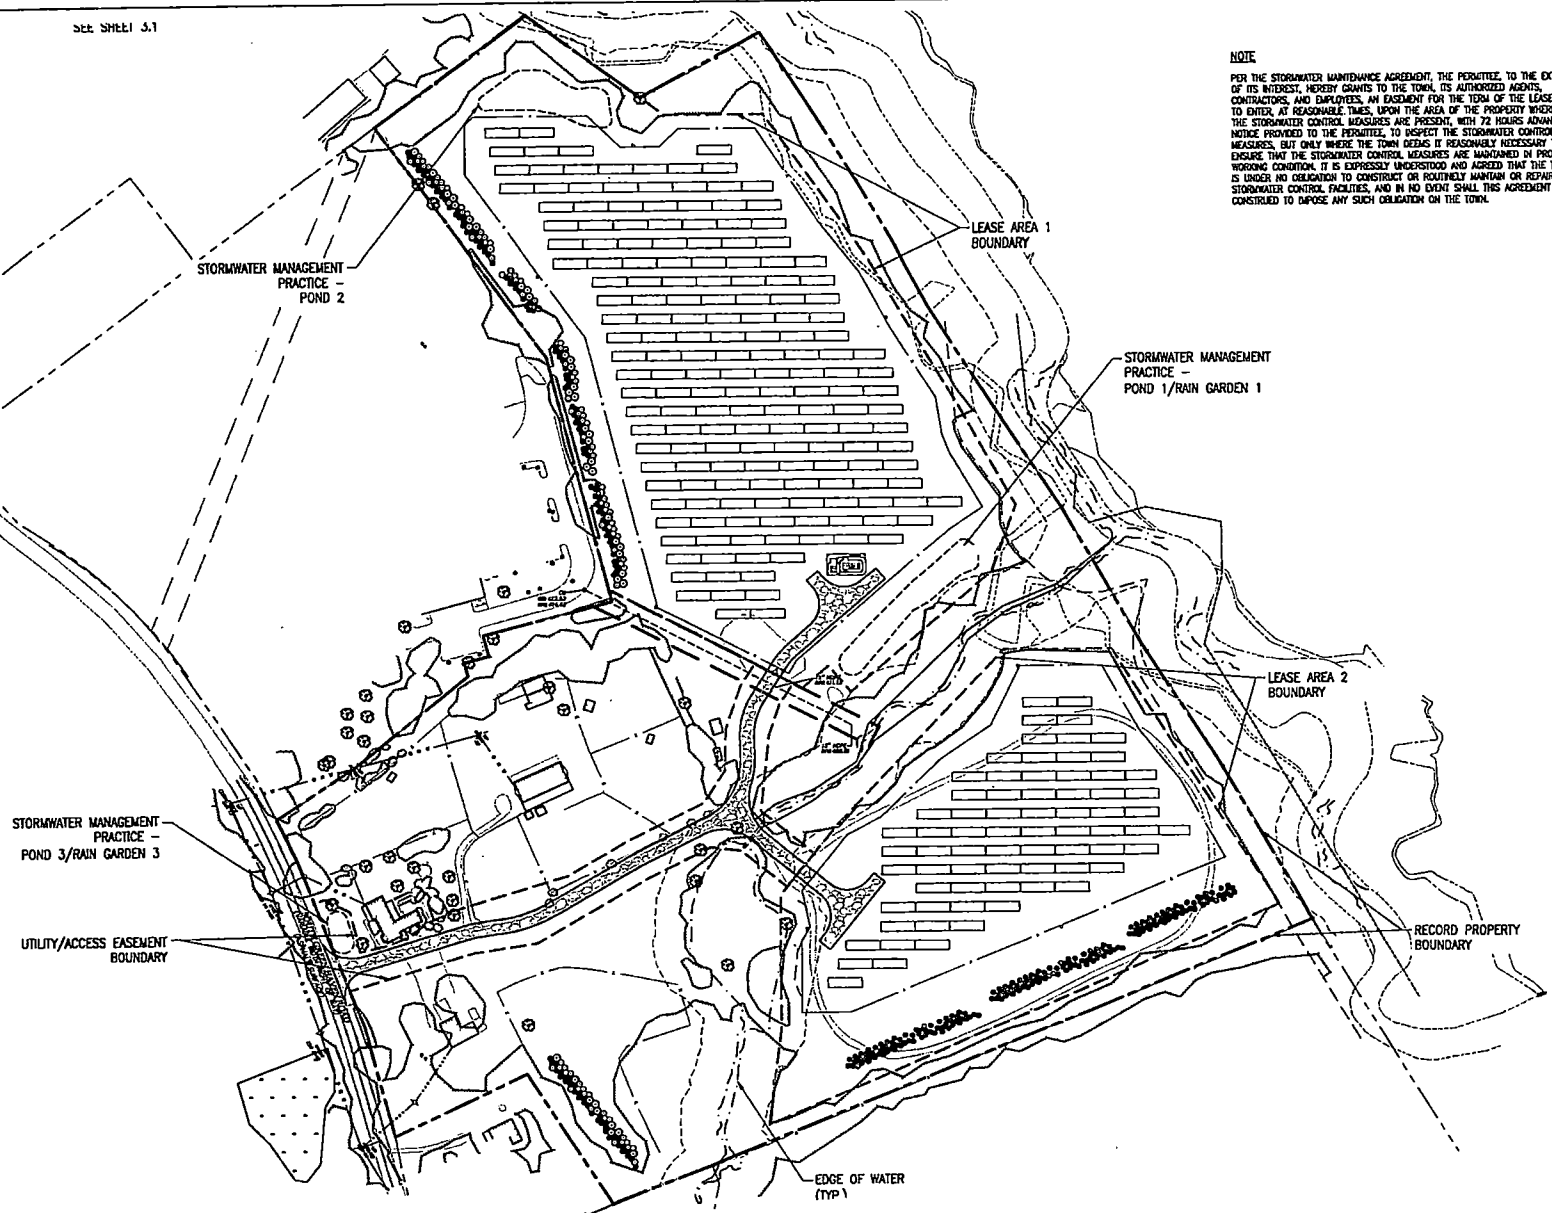 SEE SHEET 3.1
NOTE
PER THE STORMWATER MAINTENANCE AGREEMENT, THE PERMITTEE, TO THE
OF ITS INTEREST, HEREBY GRANTS TO THE TOWN, ITS AUTHORIZED AGENTS,
CONTRACTORS, AND EMPLOYEES, AN EASEMENT FOR THE TERM OF THE LEASE
TO ENTER, AT REASONABLE TIMES, UPON THE AREA OF THE PROPERTY
THE STORMWATER CONTROL MEASURES ARE PRESENT, WITH 72 HOURS
NOTICE PROVIDED TO THE PERMITTEE, TO INSPECT THE STORMWATER
MEASURES, BUT ONLY WHERE THE TOWN DEEMS IT REASONABLY NECESSARY
ENSURE THAT THE STORMWATER CONTROL MEASURES ARE MAINTAINED IN
WORKING CONDITION. IT IS EXPRESSLY UNDERSTOOD AND AGREED THAT THE
IS UNDER NO OBLIGATION TO CONSTRUCT OR ROUTINELY MAINTAIN OR REPAIR
STORMWATER CONTROL FACILITIES, AND IN NO EVENT SHALL THIS AGREEMENT
CONSTRUED TO IMPOSE ANY SUCH OBLIGATION ON THE TOWN.
LEASE AREA 1
BOUNDARY
STORMWATER MANAGEMENT
PRACTICE -
POND 2
STORMWATER MANAGEMENT
PRACTICE -
POND 1/RAIN GARDEN 1
LEASE AREA 2
BOUNDARY
STORMWATER MANAGEMENT
PRACTICE -
POND 3/RAIN GARDEN 3
UTILITY/ACCESS EASEMENT
BOUNDARY
RECORD PROPERTY
BOUNDARY
EDGE OF WATER
(TYP)